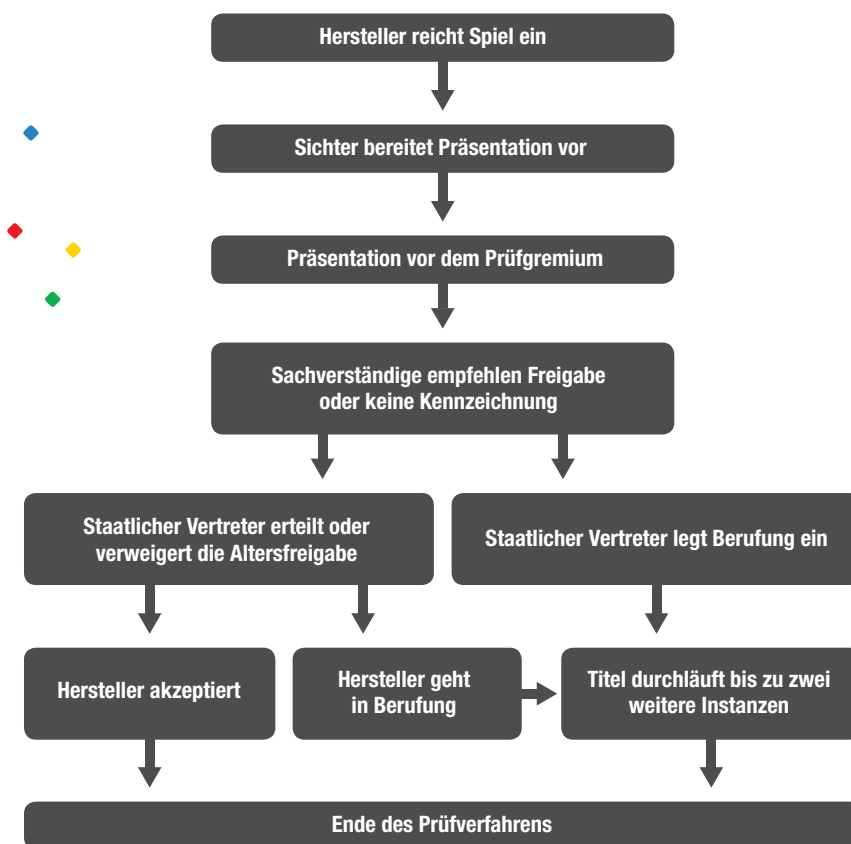 Hersteller reicht Spiel ein
Sichter bereitet Präsentation vor
Präsentation vor dem Prüfgremium
Sachverständige empfehlen Freigabe
oder keine Kennzeichnung
Staatlicher Vertreter erteilt oder
verweigert die Altersfreigabe
Staatlicher Vertreter legt Berufung ein
Hersteller akzeptiert
Hersteller geht
in Berufung
Titel durchläuft bis zu zwei
weitere Instanzen
Ende des Prüfverfahrens